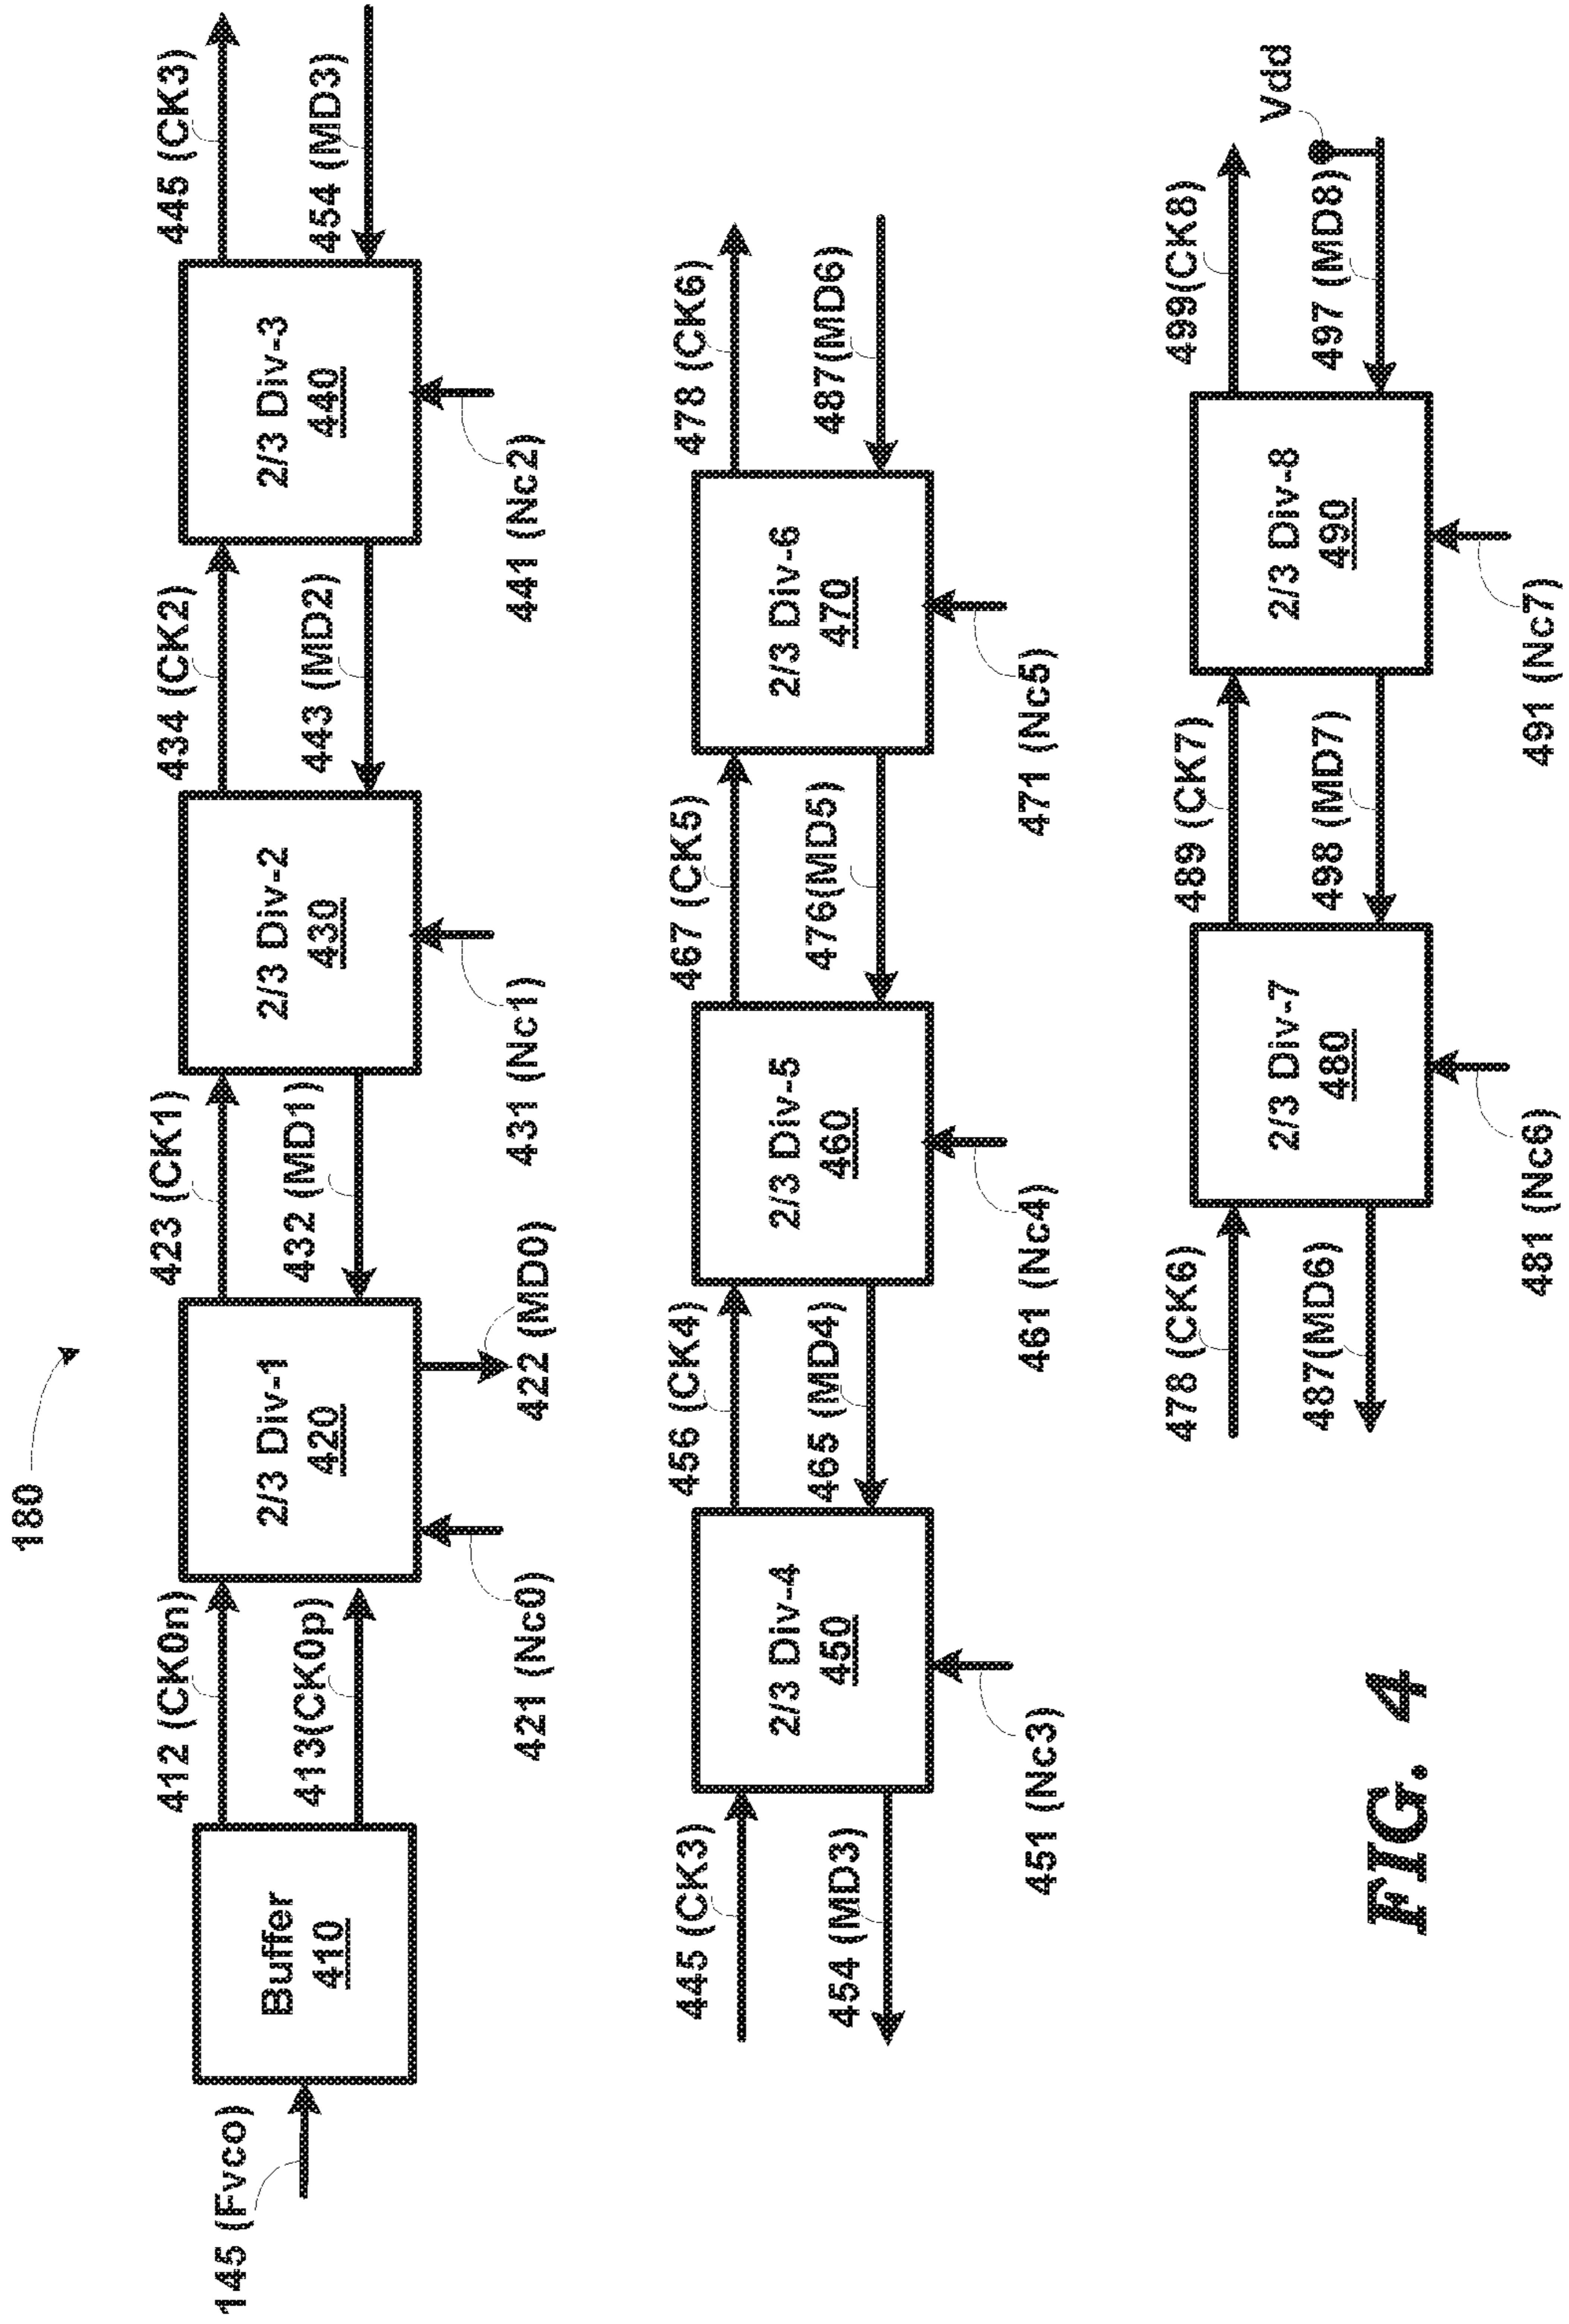 180
145 (Fvco)
Buffer
410
412 (CK0n)
413(CK0p)
2/3 Div-1
420
421 (Nc0)
422 (MD0)
423 (CK1)
432 (MD1)
2/3 Div-2
430
431 (Nc1)
434 (CK2)
443 (MD2)
2/3 Div-3
440
441 (Nc2)
445 (CK3)
454 (MD3)
445 (CK3)
454 (MD3)
2/3 Div-4
450
451 (Nc3)
456 (CK4)
465 (MD4)
2/3 Div-5
460
461 (Nc4)
467 (CK5)
476(MD5)
2/3 Div-6
470
471 (Nc5)
478 (CK6)
487(MD6)
478 (CK6)
487(MD6)
2/3 Div-7
480
481 (Nc6)
489 (CK7)
498 (MD7)
2/3 Div-8
490
491 (Nc7)
499(CK8)
497 (MD8)
Vdd
FIG. 4